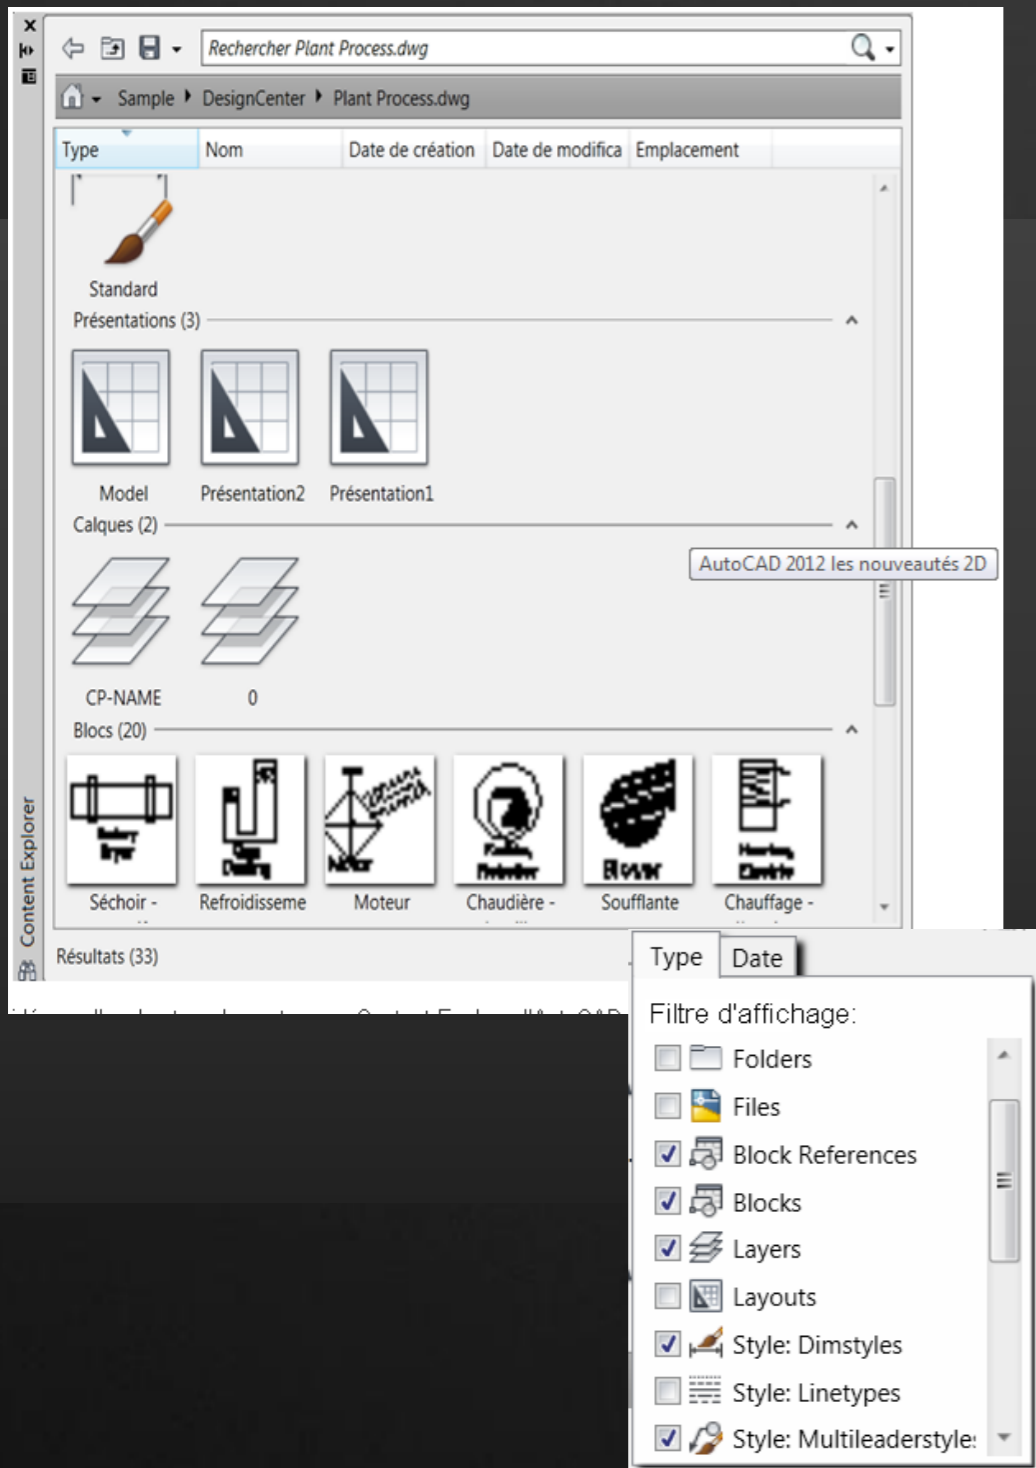 Rechercher Plant Process.dwg
Sample DesignCenter Plant Process.dwg
Type Nom Date de création Date de modifica Emplacement
Standard
Présentations (3)
Model Présentation2 Présentation1
Calques (2)
AutoCAD 2012 les nouveautés 2D
CP-NAME 0
Blocs (20)
Motor Blower
Séchoir - Refroidisseme Moteur Chaudière - Soufflante Chauffage -
Content Explorer
Résultats (33)
Type Date
Filtre d'affichage:
Folders
Files
Block References
Blocks
Layers
Layouts
Style: Dimstyles
Style: Linetypes
Style: Multileaderstyle